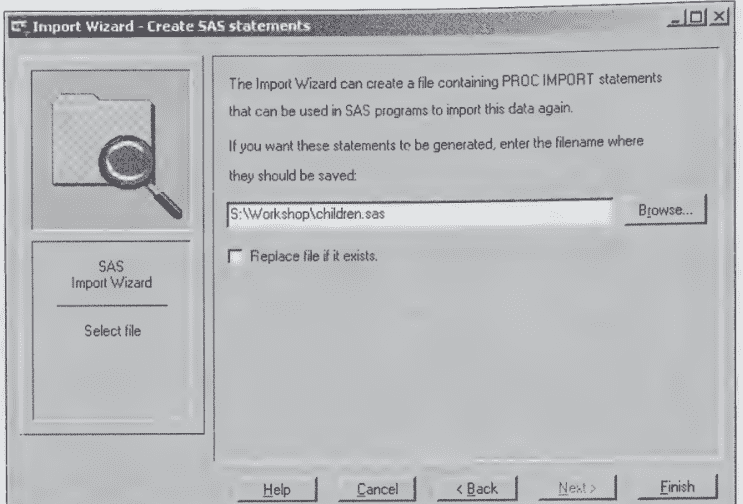 Import Wizard - Create SAS statements
The Import Wizard can create a file containing PROC IMPORT statements
that can be used in SAS programs to import this data again.
If you want these statements to be generated, enter the filename where
they should be saved:
S:\Workshop\children.sas
Browse...
Replace file if it exists.
SAS
Import Wizard
Select file
Help
Cancel
< Back
Next >
Finish